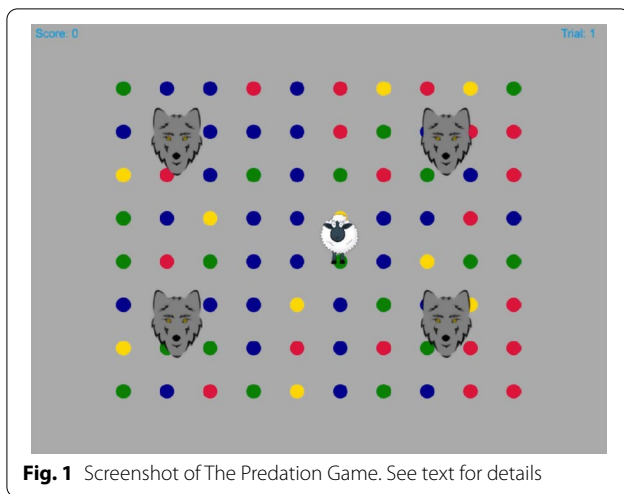 Score: 0
Trial: 1
Fig. 1 Screenshot of The Predation Game. See text for details